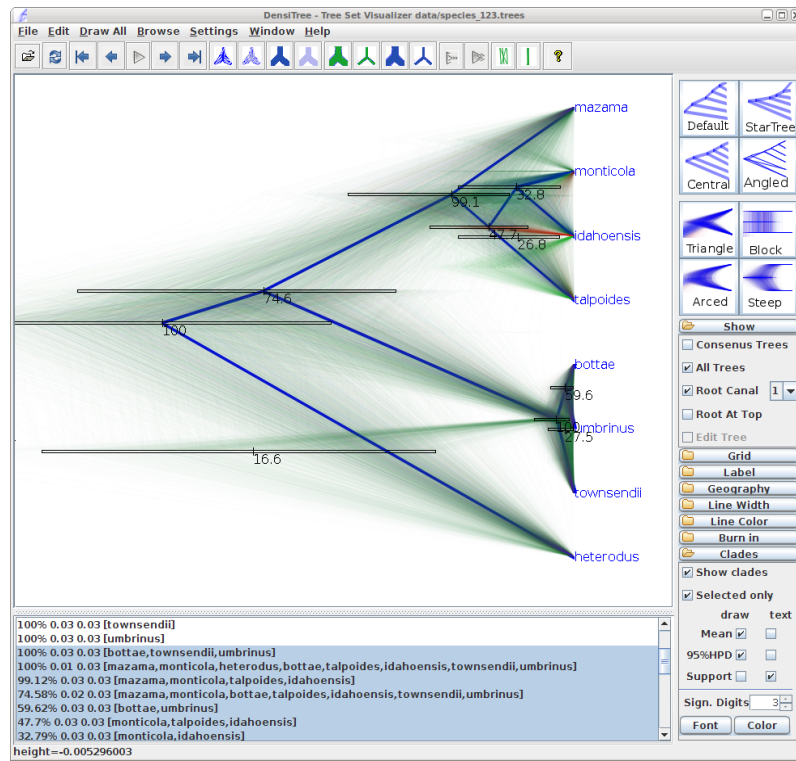 DensiTree - Tree Set Visualizer data/species_123.trees
File Edit Draw All Browse Settings Window Help
?
mazama
monticola
32.8
99.1
idahoensis
47.7
26.8
talpoides
74.6
100
bottae
59.6
100
umbrinus
27.5
16.6
townsendii
heterodus
Default StarTree
Central Angled
Triangle Block
Arced Steep
Show
Consenus Trees
All Trees
Root Canal 1
Root At Top
Edit Tree
Grid
Label
Geography
Line Width
Line Color
Burn in
Clades
Show clades
Selected only
draw text
Mean
95%HPD
Support
Sign. Digits 3
Font Color
100% 0.03 0.03 [townsendii]
100% 0.03 0.03 [umbrinus]
100% 0.03 0.03 [bottae,townsendii,umbrinus]
100% 0.01 0.03 [mazama,monticola,heterodus,bottae,talpoides,idahoensis,townsendii,umbrinus]
99.12% 0.03 0.03 [mazama,monticola,talpoides,idahoensis]
74.58% 0.02 0.03 [mazama,monticola,bottae,talpoides,idahoensis,townsendii,umbrinus]
59.62% 0.03 0.03 [bottae,umbrinus]
47.7% 0.03 0.03 [monticola,talpoides,idahoensis]
32.79% 0.03 0.03 [monticola,idahoensis]
height=-0.005296003